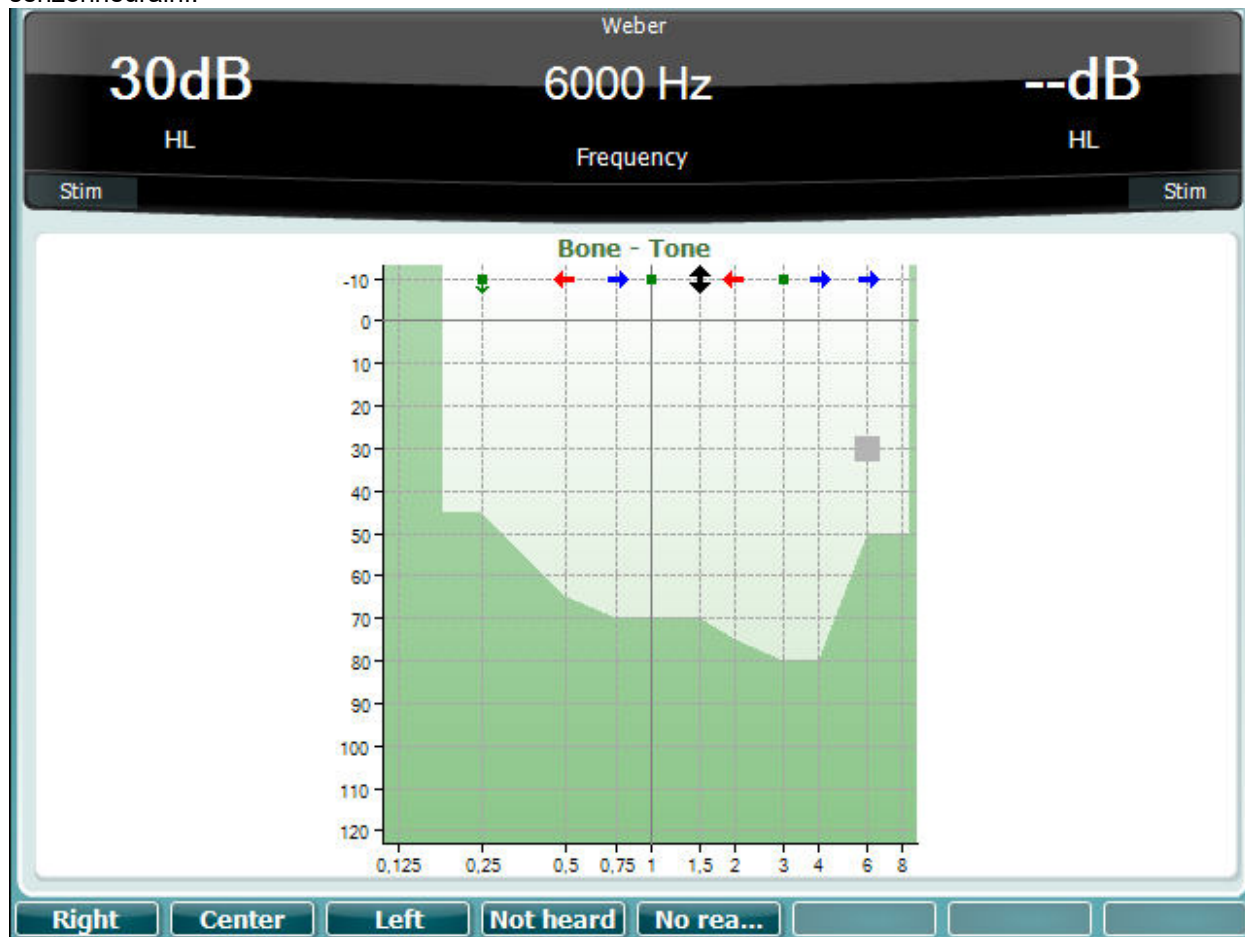 Weber
30dB 6000 Hz --dB
HL HL
Frequency
Stim Stim
Bone - Tone
-10
0
10
20
30
40
50
60
70
80
90
100
110
120
0,125 0,25 0,5 0,75 1 1,5 2 3 4 6 8
Right Center Left Not heard No rea...